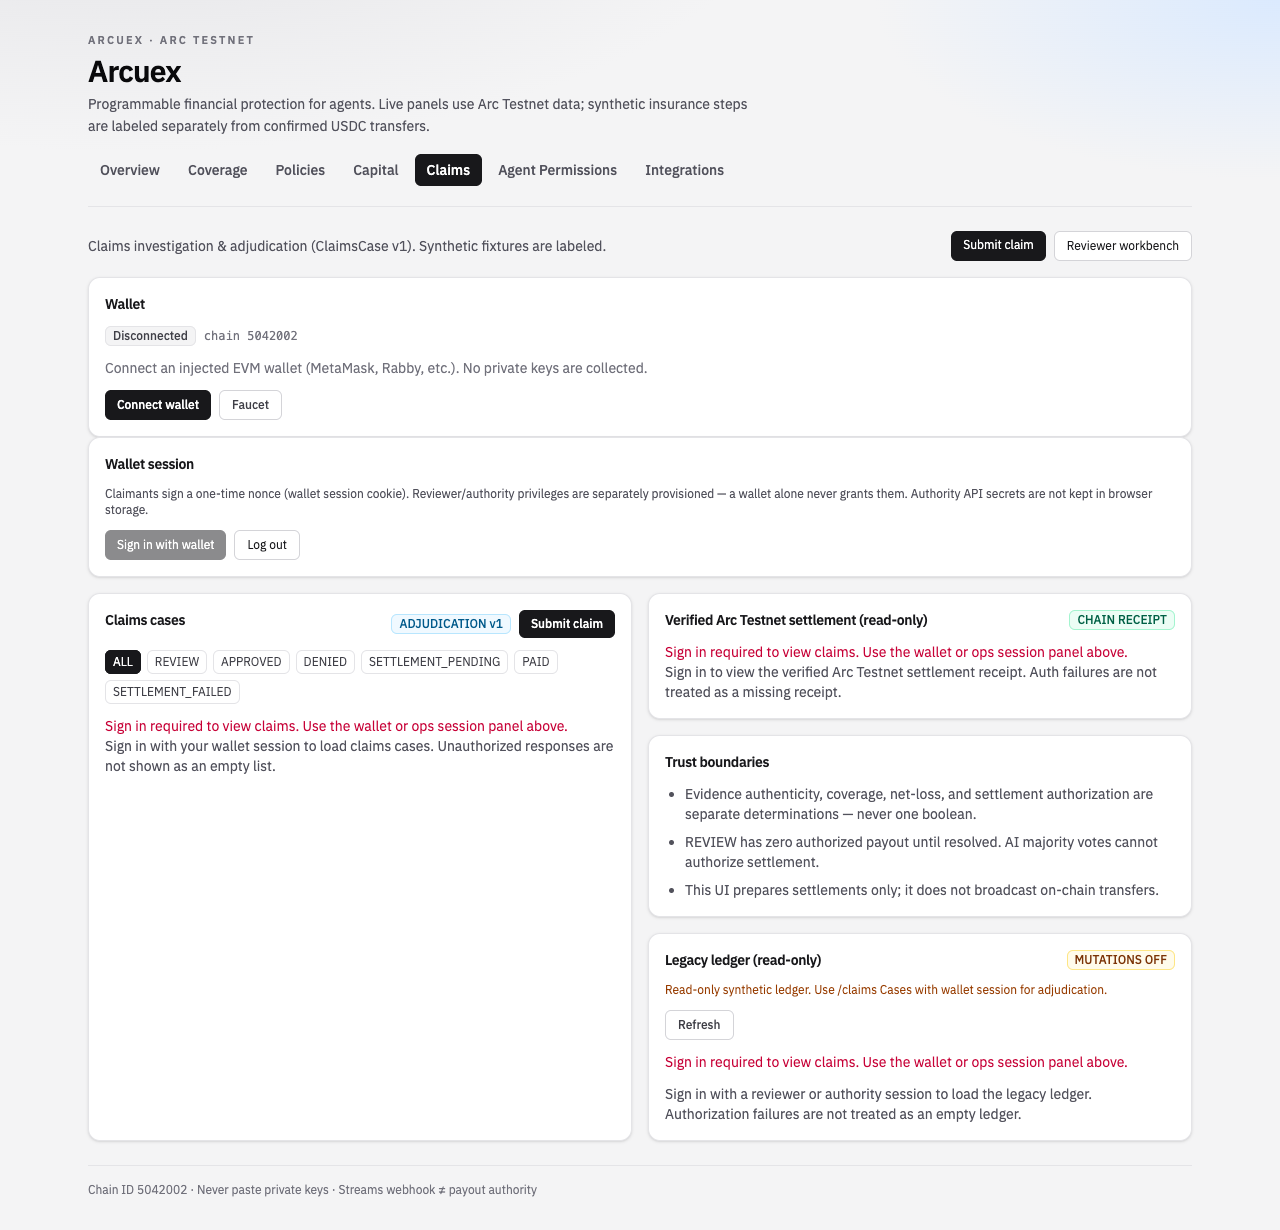 ARCUEX · ARC TESTNET
Arcuex
Programmable financial protection for agents. Live panels use Arc Testnet data; synthetic insurance steps
are labeled separately from confirmed USDC transfers.
Overview Coverage Policies Capital Claims Agent Permissions Integrations
Claims investigation & adjudication (ClaimsCase v1). Synthetic fixtures are labeled.
Submit claim Reviewer workbench
Wallet
Disconnected chain 5042002
Connect an injected EVM wallet (MetaMask, Rabby, etc.). No private keys are collected.
Connect wallet Faucet
Wallet session
Claimants sign a one-time nonce (wallet session cookie). Reviewer/authority privileges are separately provisioned — a wallet alone never grants them. Authority API secrets are not kept in browser
storage.
Sign in with wallet Log out
Claims cases ADJUDICATION v1 Submit claim
ALL REVIEW APPROVED DENIED SETTLEMENT_PENDING PAID
SETTLEMENT_FAILED
Sign in required to view claims. Use the wallet or ops session panel above.
Sign in with your wallet session to load claims cases. Unauthorized responses are
not shown as an empty list.
Verified Arc Testnet settlement (read-only) CHAIN RECEIPT
Sign in required to view claims. Use the wallet or ops session panel above.
Sign in to view the verified Arc Testnet settlement receipt. Auth failures are not
treated as a missing receipt.
Trust boundaries
• Evidence authenticity, coverage, net-loss, and settlement authorization are
separate determinations — never one boolean.
• REVIEW has zero authorized payout until resolved. AI majority votes cannot
authorize settlement.
• This UI prepares settlements only; it does not broadcast on-chain transfers.
Legacy ledger (read-only) MUTATIONS OFF
Read-only synthetic ledger. Use /claims Cases with wallet session for adjudication.
Refresh
Sign in required to view claims. Use the wallet or ops session panel above.
Sign in with a reviewer or authority session to load the legacy ledger.
Authorization failures are not treated as an empty ledger.
Chain ID 5042002 · Never paste private keys · Streams webhook ≠ payout authority